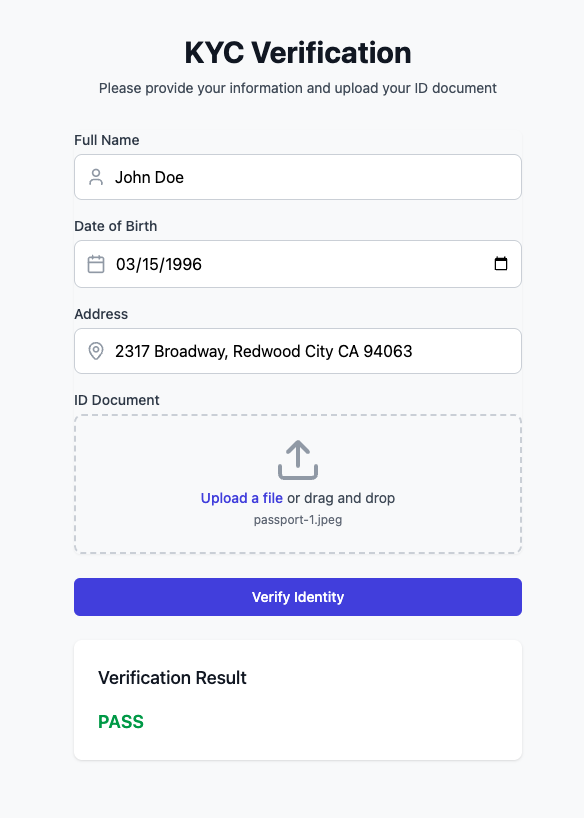 KYC Verification
Please provide your information and upload your ID document
Full Name
John Doe
Date of Birth
03/15/1996
Address
2317 Broadway, Redwood City CA 94063
ID Document
Upload a file or drag and drop
passport-1.jpeg
Verify Identity
Verification Result
PASS